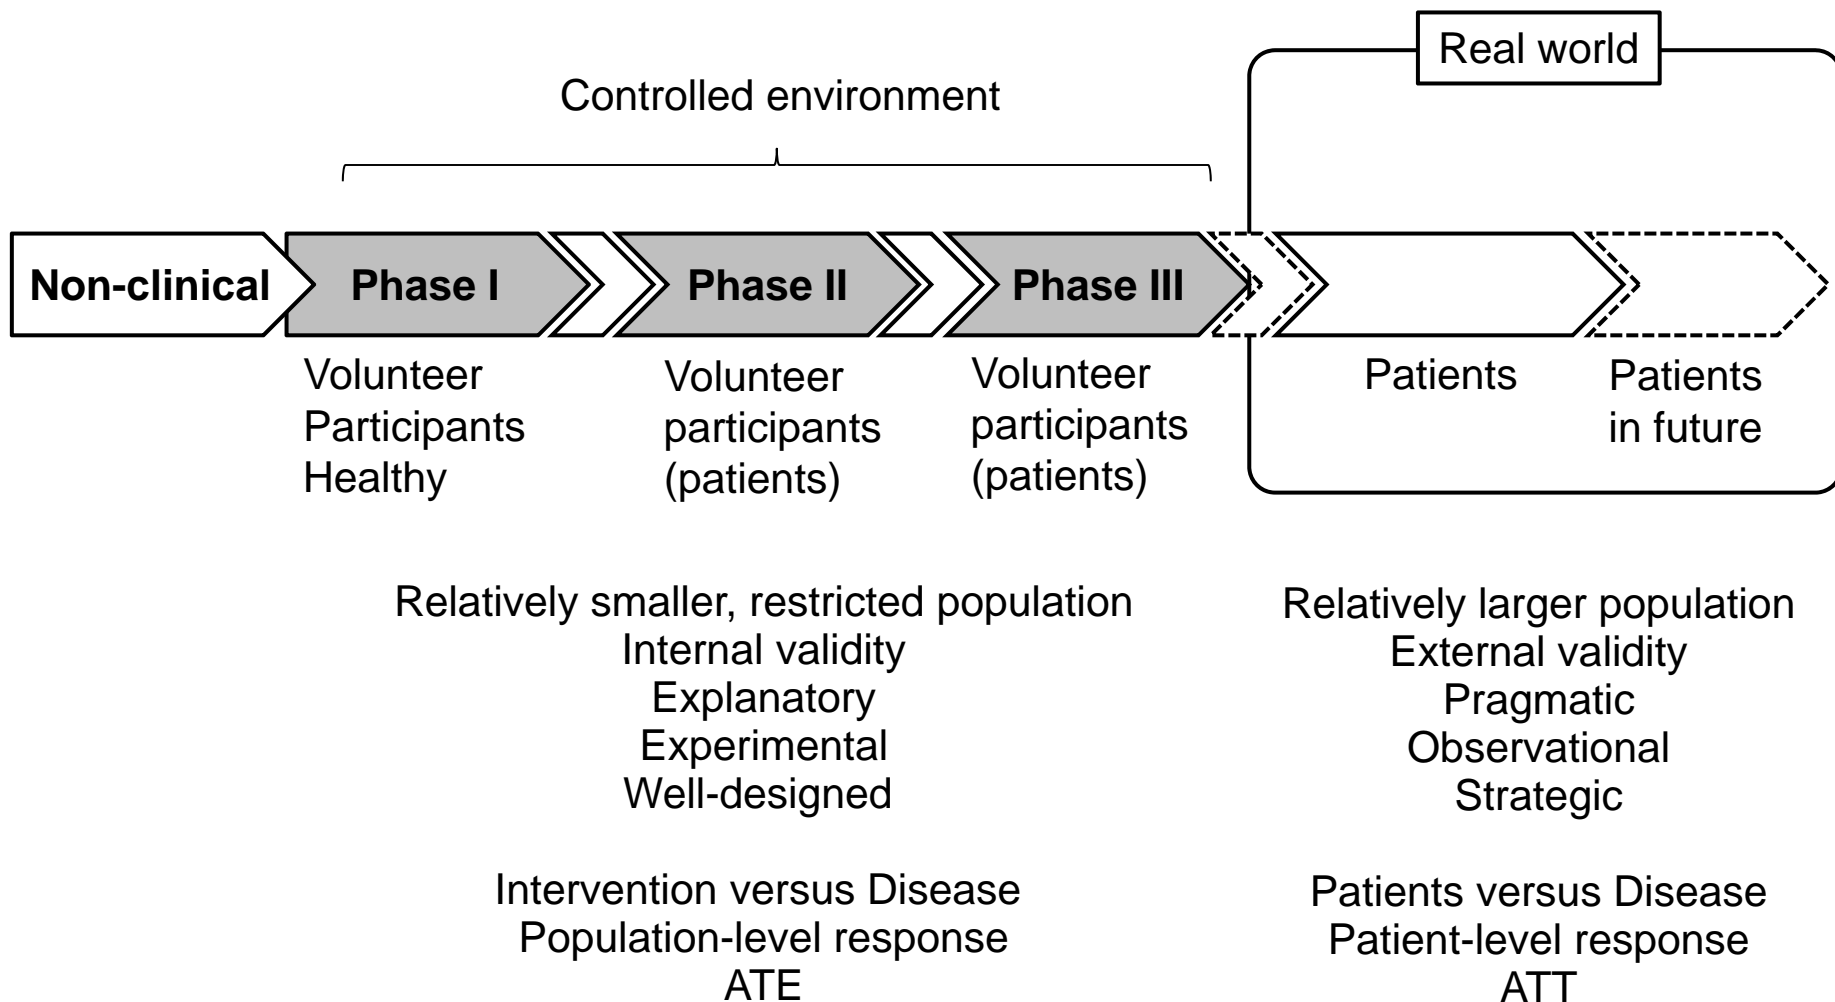 Real world
Controlled environment
Non-clinical
Phase I
Phase II
Phase III
Volunteer
Participants
Healthy
Volunteer
participants
(patients)
Volunteer
participants
(patients)
Patients
Patients
in future
Relatively smaller, restricted population
Internal validity
Explanatory
Experimental
Well-designed
Relatively larger population
External validity
Pragmatic
Observational
Strategic
Intervention versus Disease
Population-level response
ATE
Patients versus Disease
Patient-level response
ATT